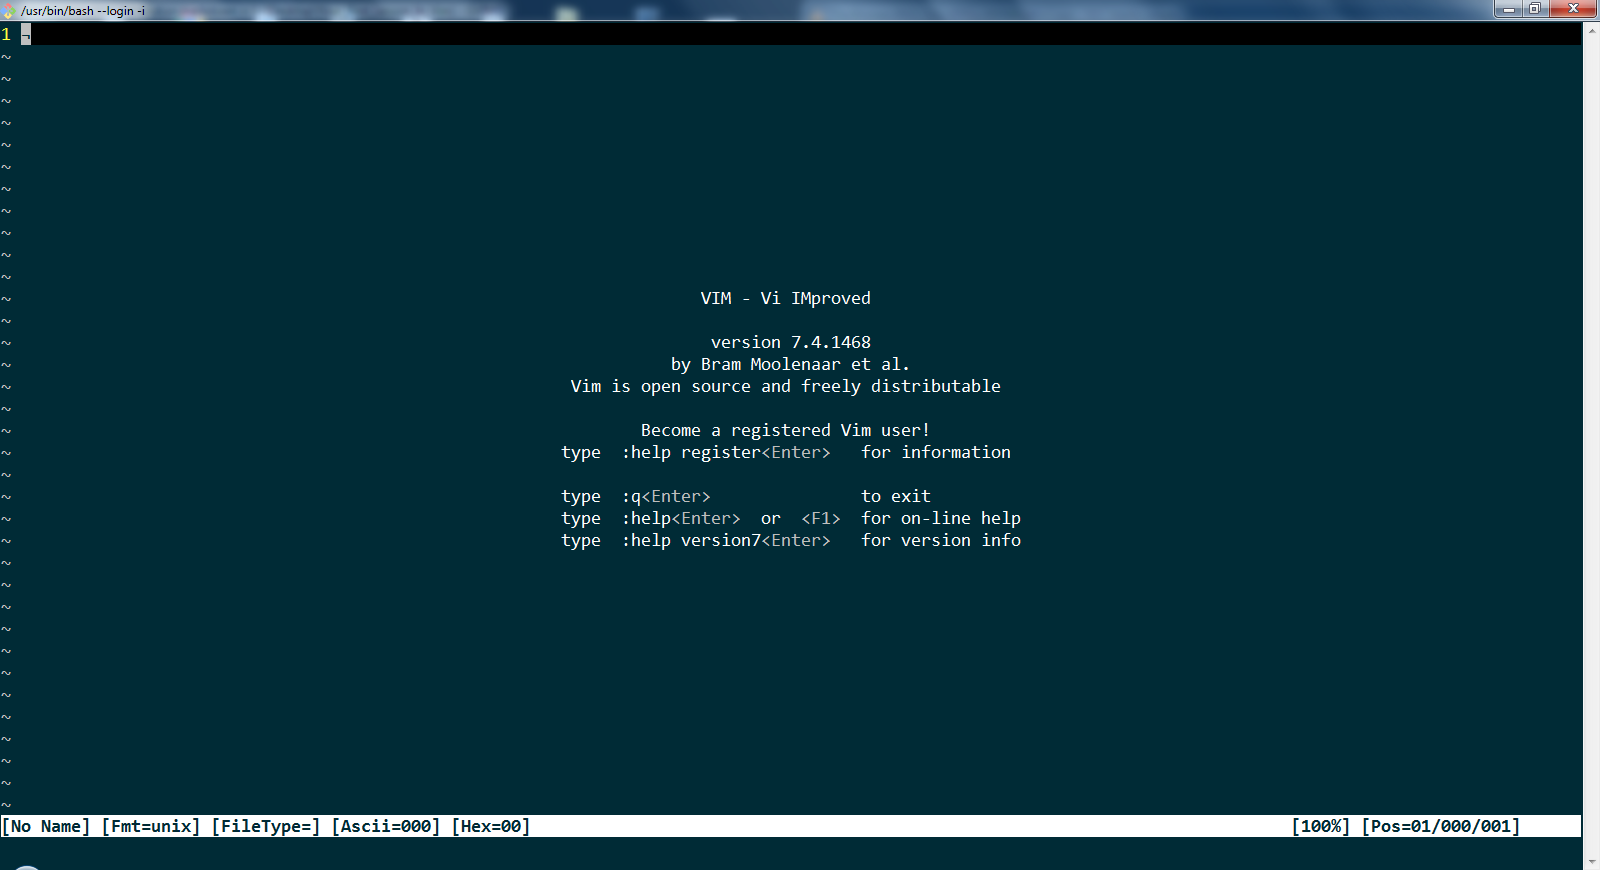 /usr/bin/bash --login -i
1 ¬
~
~
~
~
~
~
~
~
~
~
~
~ VIM - Vi IMproved
~
~ version 7.4.1468
~ by Bram Moolenaar et al.
~ Vim is open source and freely distributable
~
~ Become a registered Vim user!
~ type :help register<Enter> for information
~
~ type :q<Enter> to exit
~ type :help<Enter> or <F1> for on-line help
~ type :help version7<Enter> for version info
~
~
~
~
~
~
~
~
~
~
~
~
[No Name] [Fmt=unix] [FileType=] [Ascii=000] [Hex=00] [100%] [Pos=01/000/001]